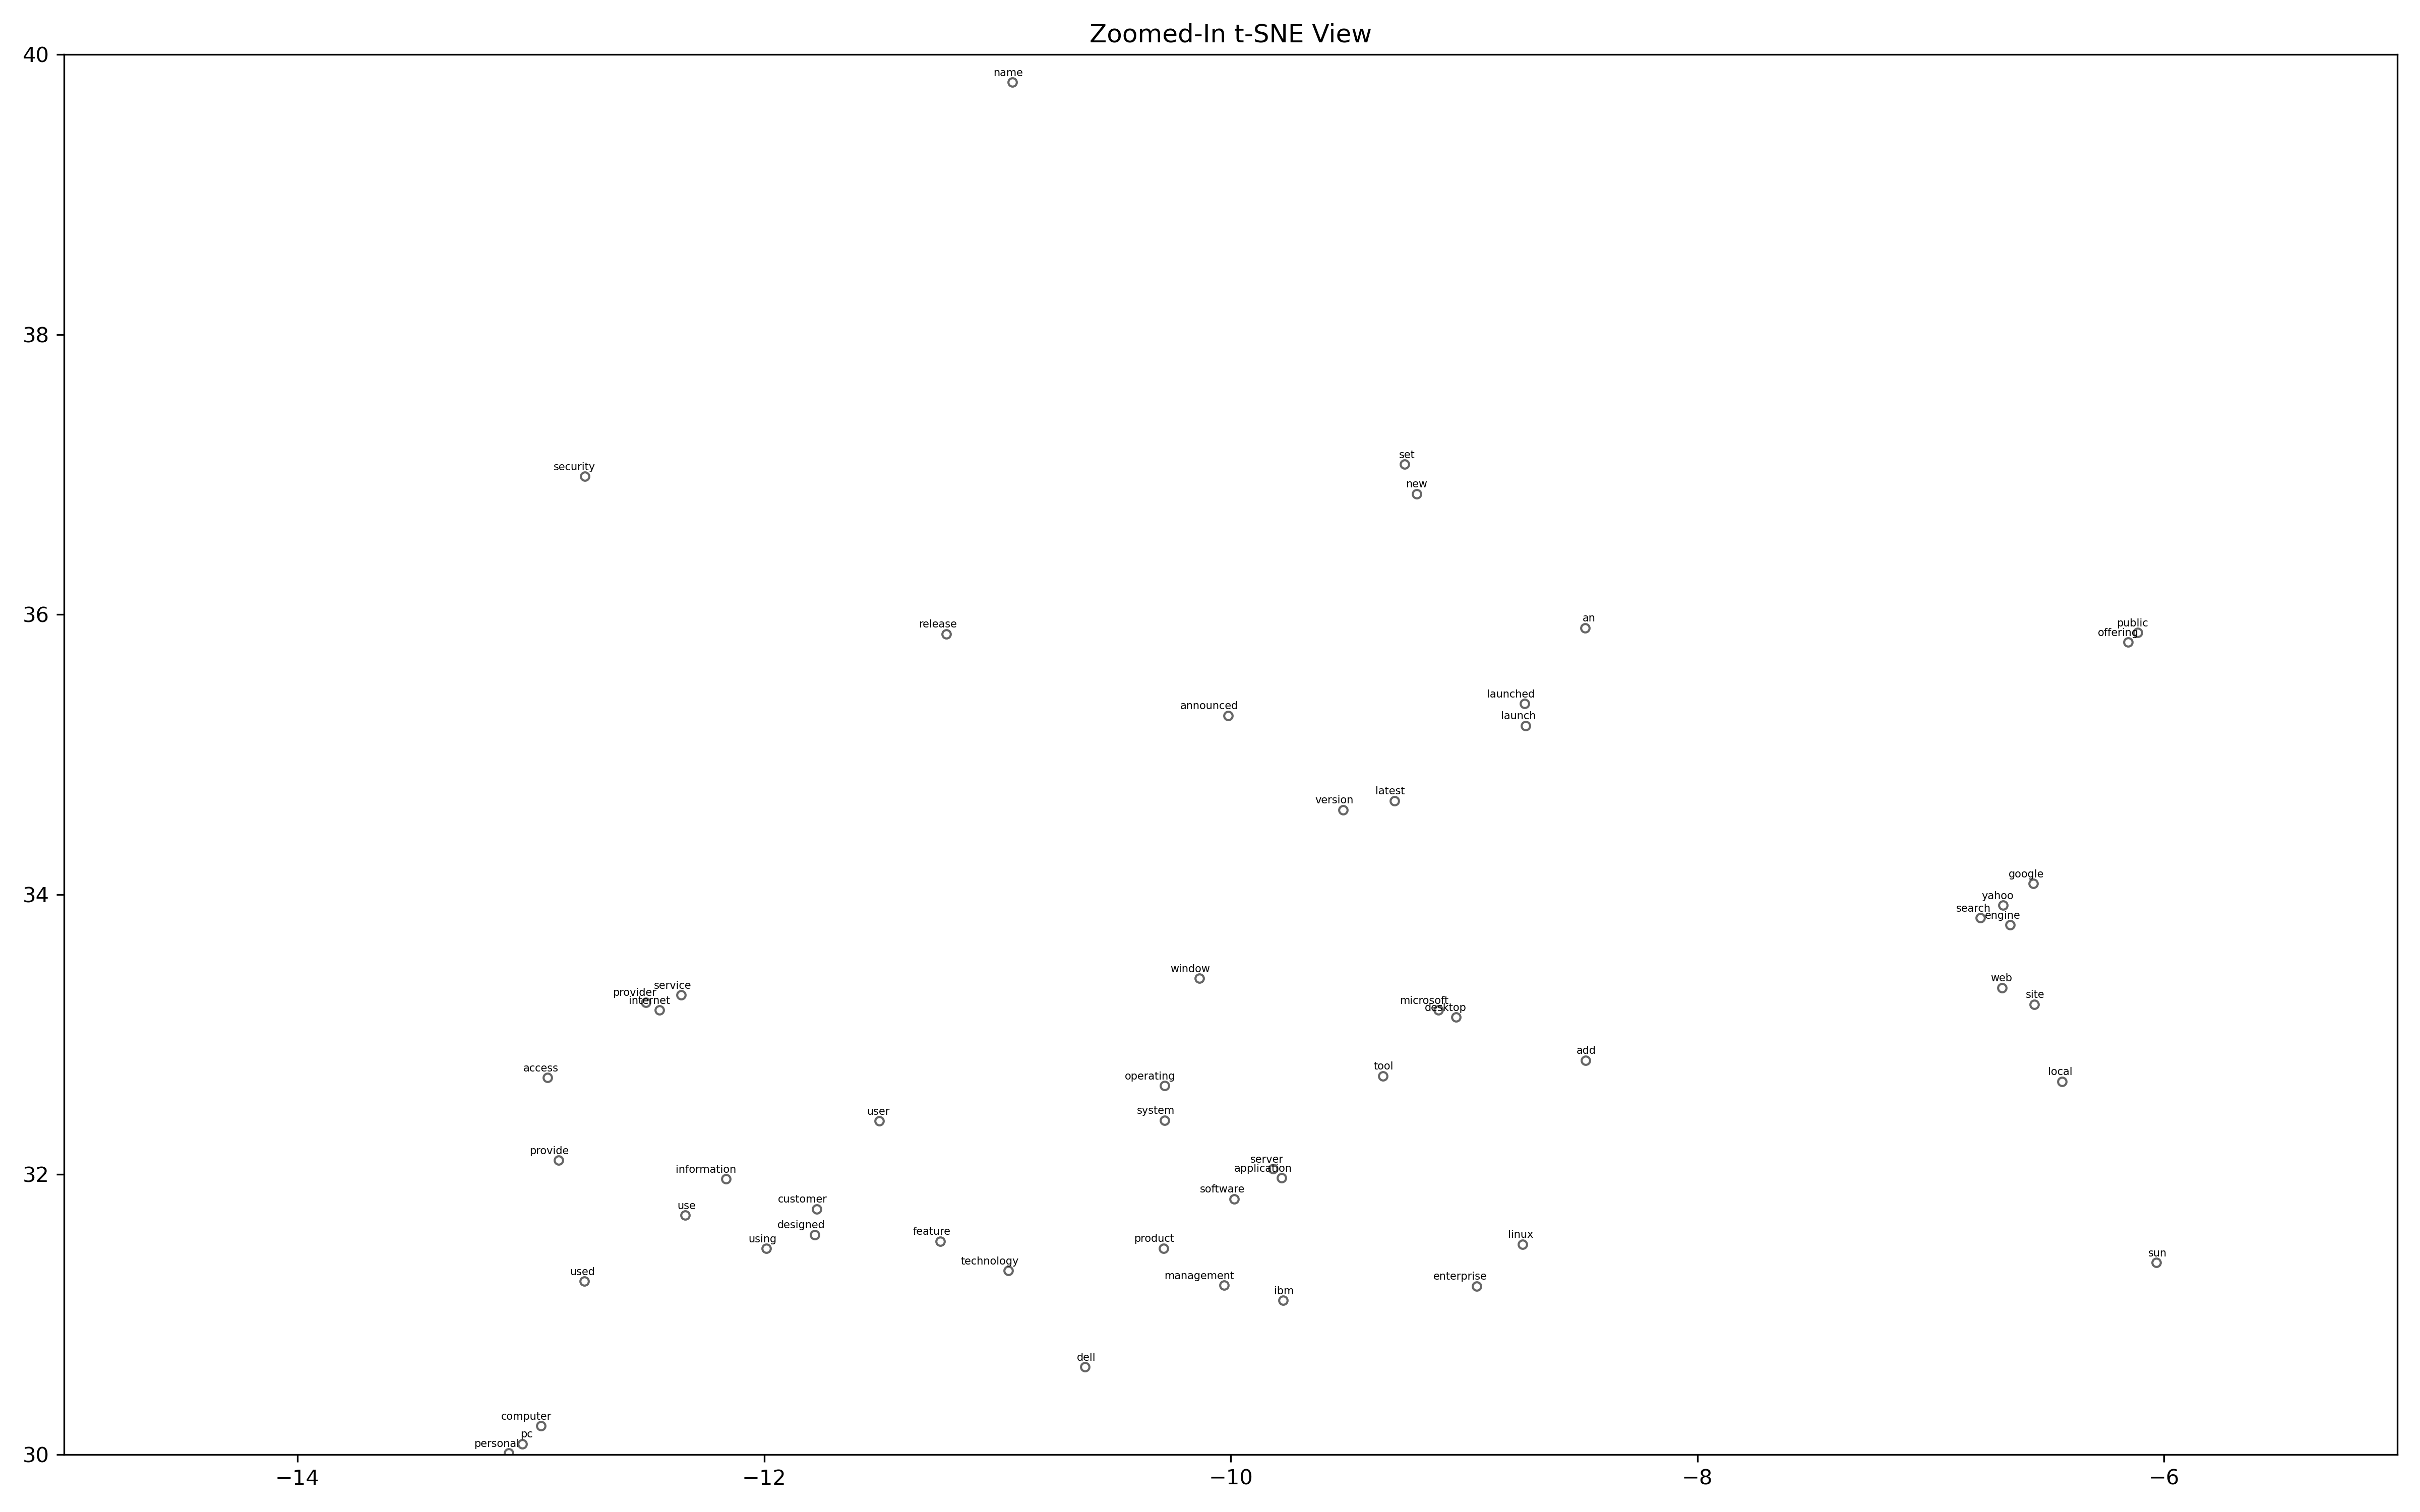 Zoomed-In t-SNE View
40
name
38
security
set
new
36
release
an
public
offering
launched
announced
launch
latest
version
34
google
yahoo
search
engine
window
web
service
provider
internet
site
microsoft
desktop
add
access
tool
local
operating
user
system
provide
server
32
information
application
software
customer
use
designed
feature
linux
using
product
sun
technology
used
management
enterprise
ibm
dell
computer
pc
personal
30
−14
−12
−10
−8
−6